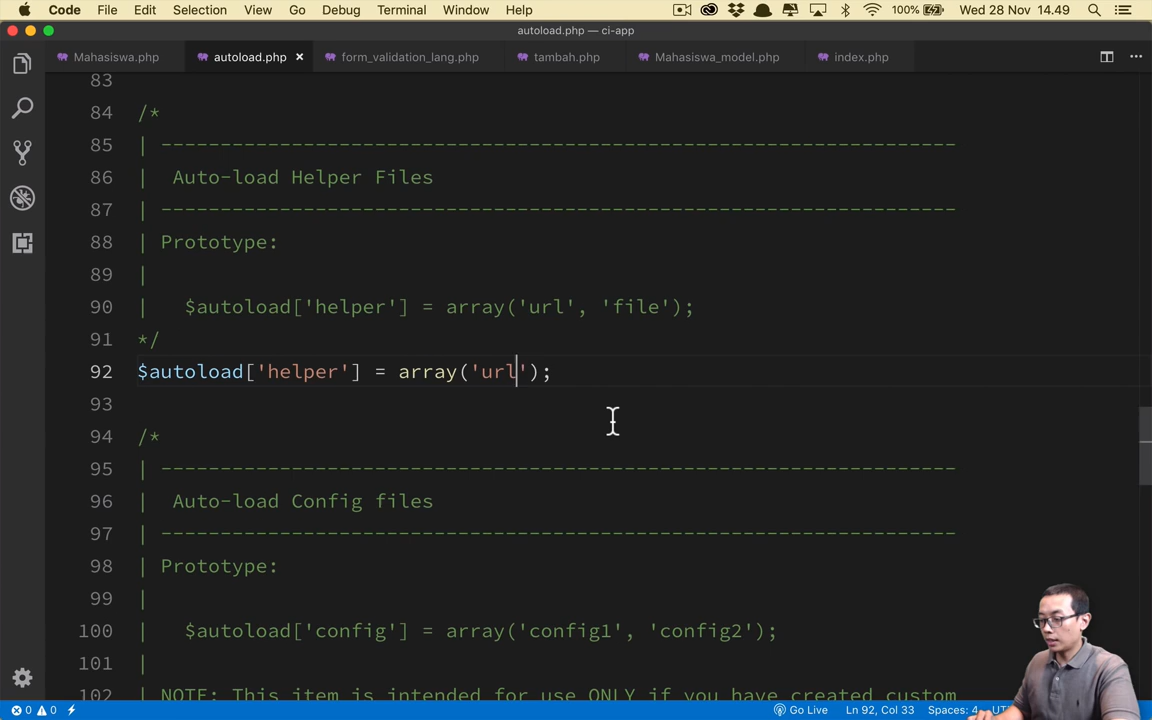 Code File Edit Selection View Go Debug Terminal Window Help 100% Wed 28 Nov 14.49
autoload.php — ci-app
Mahasiswa.php autoload.php × form_validation_lang.php tambah.php Mahasiswa_model.php index.php
83
84 /*
85 | -------------------------------------------------------------------
86 |  Auto-load Helper Files
87 | -------------------------------------------------------------------
88 | Prototype:
89 |
90 |   $autoload['helper'] = array('url', 'file');
91 */
92 $autoload['helper'] = array('url');
93
94 /*
95 | -------------------------------------------------------------------
96 |  Auto-load Config files
97 | -------------------------------------------------------------------
98 | Prototype:
99 |
100 |   $autoload['config'] = array('config1', 'config2');
101 |
102 | NOTE: This item is intended for use ONLY if you have created custom
0 0 Go Live Ln 92, Col 33 Spaces: 4